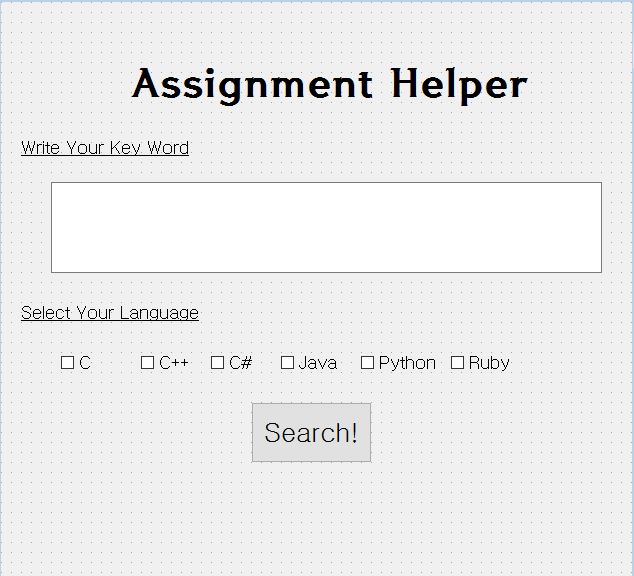 Assignment Helper
Write Your Key Word
Select Your Language
C C++ C# Java Python Ruby
Search!